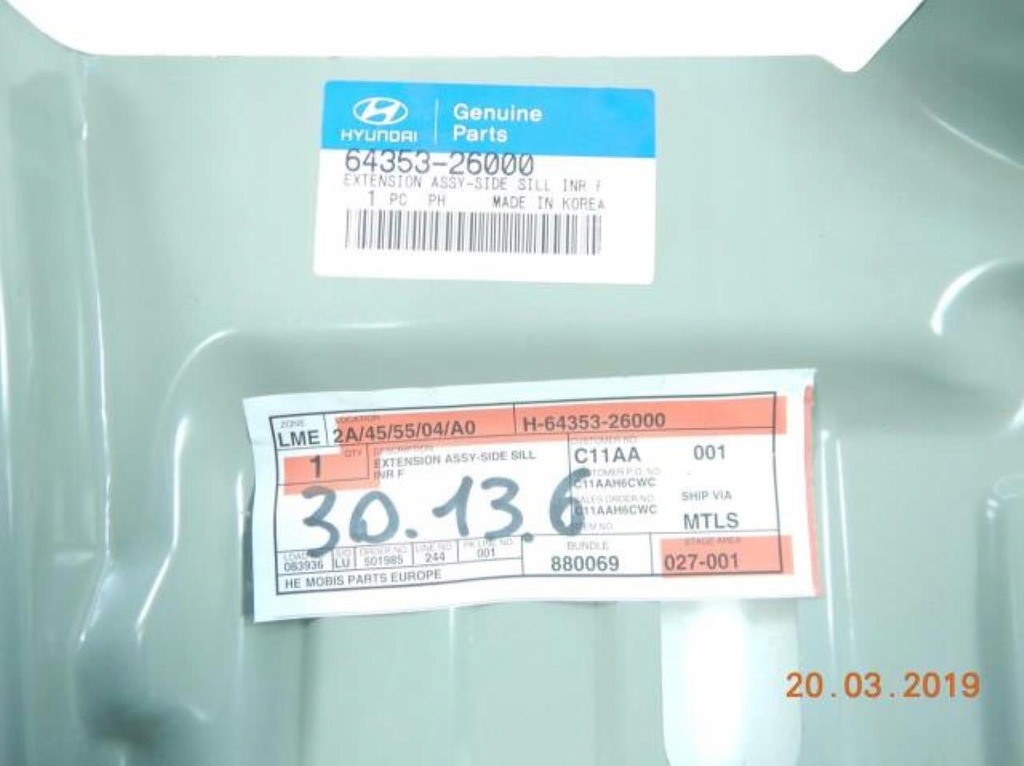 HYUNDAI
Genuine
Parts
64353-26000
EXTENSION ASSY-SIDE SILL INR F
1 PC PH MADE IN KOREA
ZONE LOCATION
LME 2A/45/55/04/A0 H-64353-26000
QTY DESCRIPTION CUSTOMER NO
1 EXTENSION ASSY-SIDE SILL C11AA 001
INR F
CUSTOMER P.O. NO
C11AAH6CWC
SALES ORDER NO SHIP VIA
C11AAH6CWC
ITEM NO MTLS
30.13.6
ORDER NO LINE NO PK LINE NO BUNDLE STAGE AREA
083936 LU 501985 244 001 880069 027-001
HE MOBIS PARTS EUROPE
20.03.2019